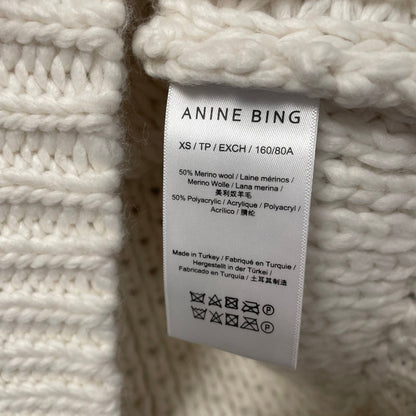 ANINE BING
XS / TP / EXCH / 160/80A
50% Merino wool / Laine mérinos /
Merino Wolle / Lana merina /
美利奴羊毛
50% Polyacrylic / Acrylique / Polyacryl /
Acrílico / 腈纶
Made in Turkey / Fabriqué en Turquie /
Hergestellt in der Türkei /
Fabricado en Turquía / 土耳其制造
P
P